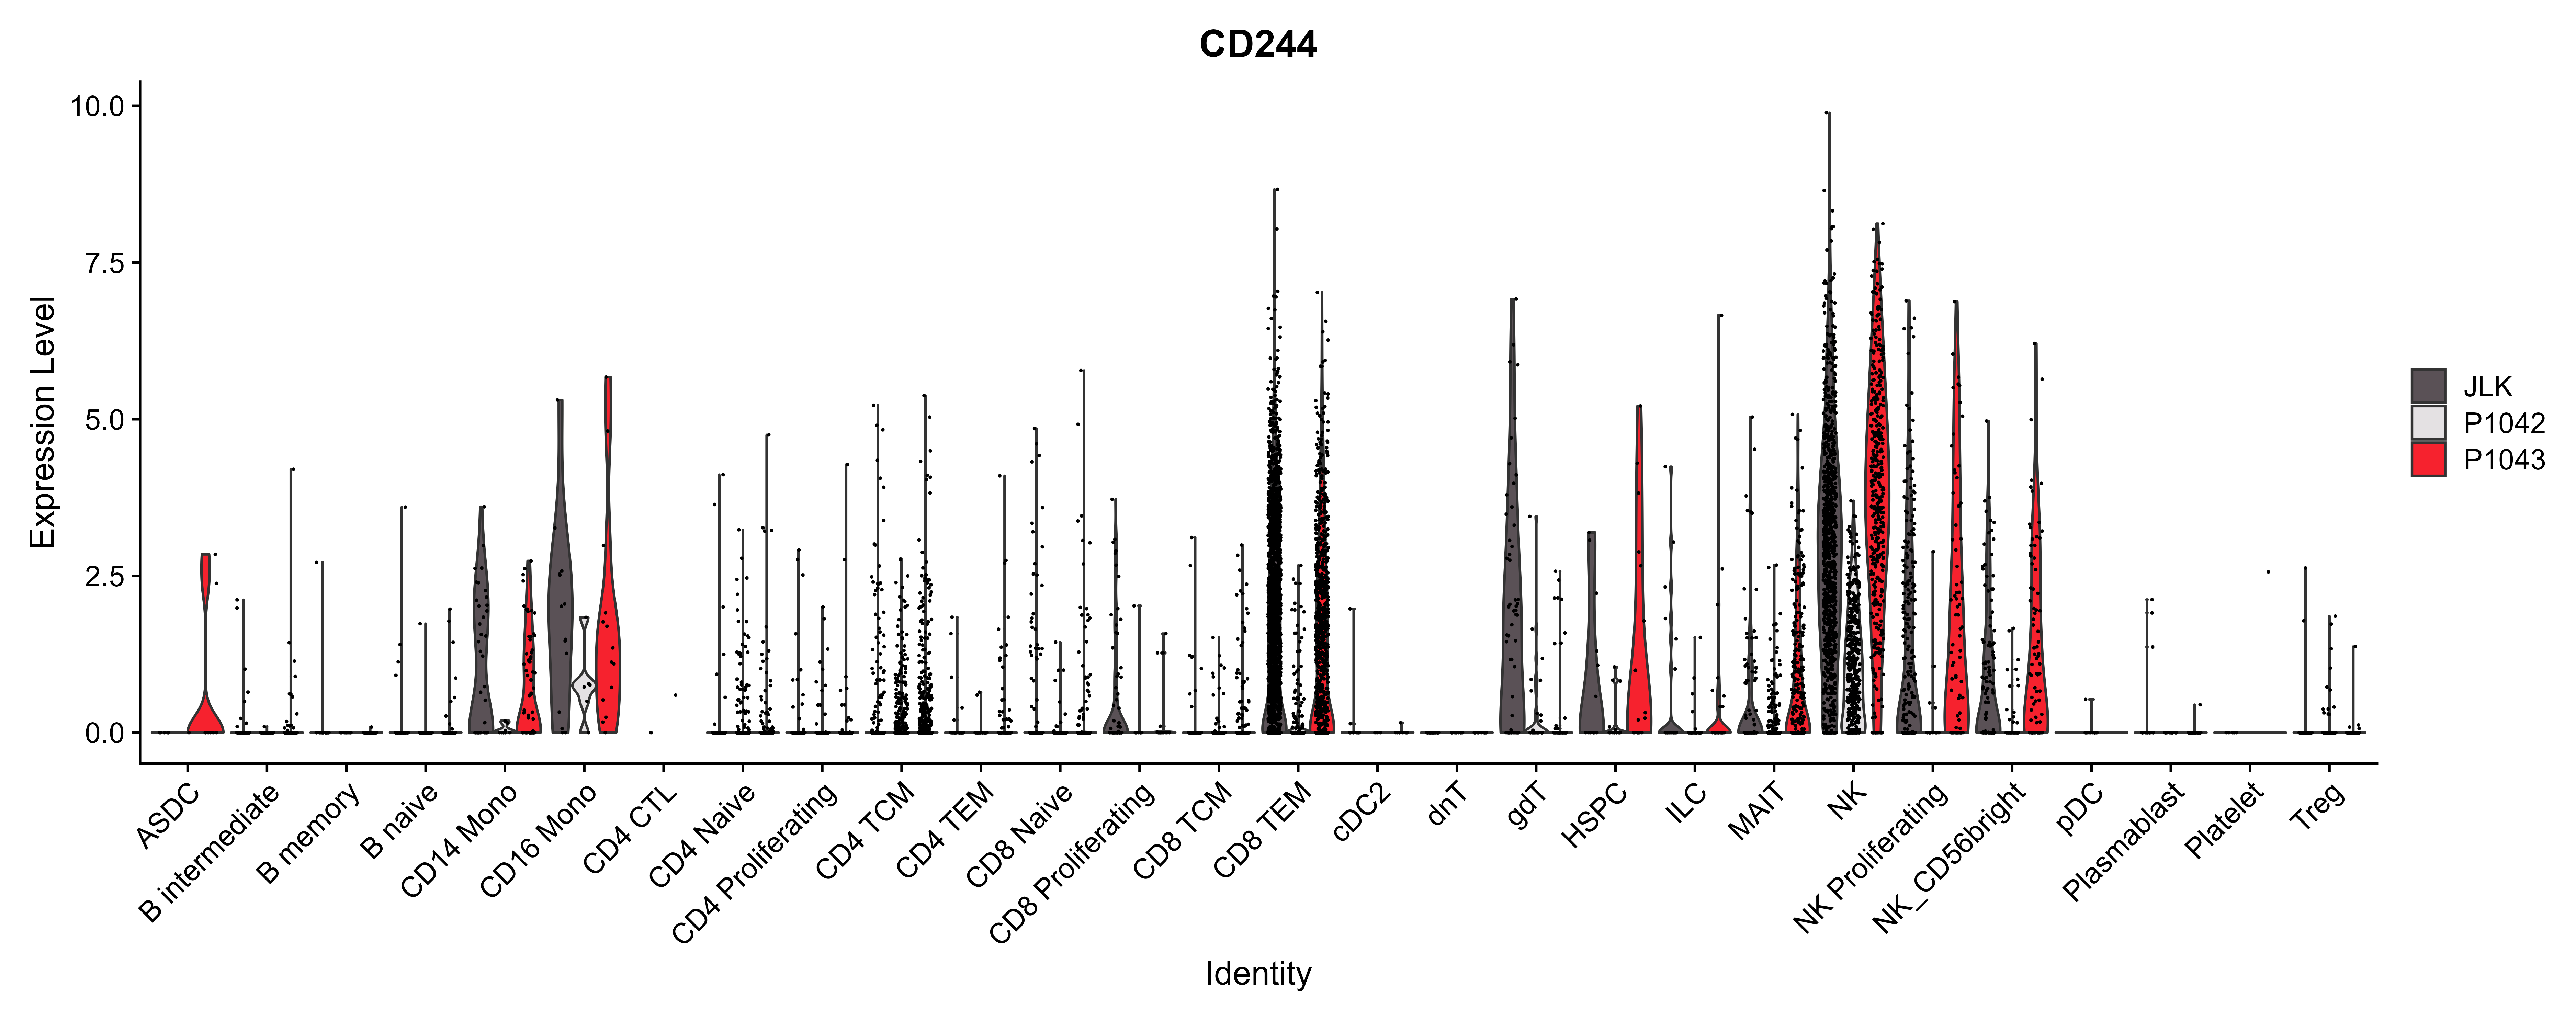 CD244
Expression Level
10.0
7.5
5.0
2.5
0.0
ASDC
B intermediate
B memory
B naive
CD14 Mono
CD16 Mono
CD4 CTL
CD4 Naive
CD4 Proliferating
CD4 TCM
CD4 TEM
CD8 Naive
CD8 Proliferating
CD8 TCM
CD8 TEM
cDC2
dnT
gdT
HSPC
ILC
MAIT
NK
NK Proliferating
NK_CD56bright
pDC
Plasmablast
Platelet
Treg
Identity
JLK
P1042
P1043